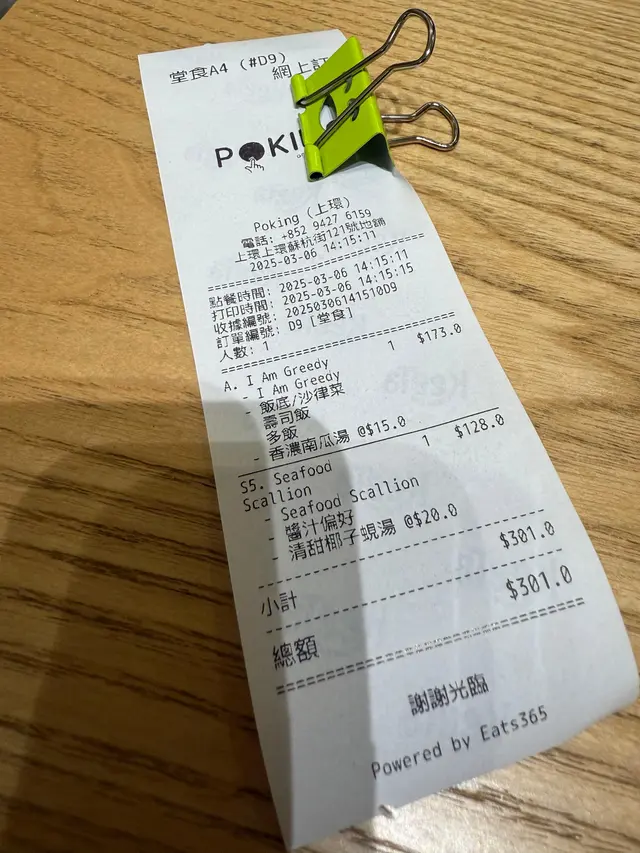 堂食A4 (#D9)
網上訂
POKI
Poking (上環)
電話: +852 9427 6159
上環上環蘇杭街121號地舖
2025-03-06 14:15:11
點餐時間: 2025-03-06 14:15:11
打印時間: 2025-03-06 14:15:15
收據編號: 20250306141510D9
訂單編號: D9 [堂食]
人數: 1
A. I Am Greedy 1 $173.0
- I Am Greedy
- 飯底/沙律菜
壽司飯
多飯
- 香濃南瓜湯 @$15.0
S5. Seafood 1 $128.0
Scallion
- Seafood Scallion
- 醬汁偏好
清甜椰子蜆湯 @$20.0
小計 $301.0
總額 $301.0
謝謝光臨
Powered by Eats365